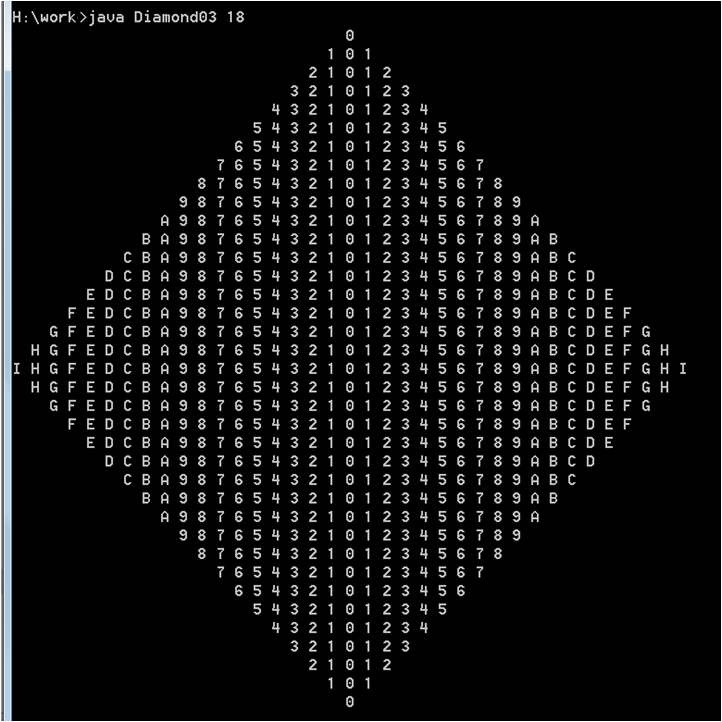 H:\work>java Diamond03 18
0
1 0 1
2 1 0 1 2
3 2 1 0 1 2 3
4 3 2 1 0 1 2 3 4
5 4 3 2 1 0 1 2 3 4 5
6 5 4 3 2 1 0 1 2 3 4 5 6
7 6 5 4 3 2 1 0 1 2 3 4 5 6 7
8 7 6 5 4 3 2 1 0 1 2 3 4 5 6 7 8
9 8 7 6 5 4 3 2 1 0 1 2 3 4 5 6 7 8 9
A 9 8 7 6 5 4 3 2 1 0 1 2 3 4 5 6 7 8 9 A
B A 9 8 7 6 5 4 3 2 1 0 1 2 3 4 5 6 7 8 9 A B
C B A 9 8 7 6 5 4 3 2 1 0 1 2 3 4 5 6 7 8 9 A B C
D C B A 9 8 7 6 5 4 3 2 1 0 1 2 3 4 5 6 7 8 9 A B C D
E D C B A 9 8 7 6 5 4 3 2 1 0 1 2 3 4 5 6 7 8 9 A B C D E
F E D C B A 9 8 7 6 5 4 3 2 1 0 1 2 3 4 5 6 7 8 9 A B C D E F
G F E D C B A 9 8 7 6 5 4 3 2 1 0 1 2 3 4 5 6 7 8 9 A B C D E F G
H G F E D C B A 9 8 7 6 5 4 3 2 1 0 1 2 3 4 5 6 7 8 9 A B C D E F G H
I H G F E D C B A 9 8 7 6 5 4 3 2 1 0 1 2 3 4 5 6 7 8 9 A B C D E F G H I
H G F E D C B A 9 8 7 6 5 4 3 2 1 0 1 2 3 4 5 6 7 8 9 A B C D E F G H
G F E D C B A 9 8 7 6 5 4 3 2 1 0 1 2 3 4 5 6 7 8 9 A B C D E F G
F E D C B A 9 8 7 6 5 4 3 2 1 0 1 2 3 4 5 6 7 8 9 A B C D E F
E D C B A 9 8 7 6 5 4 3 2 1 0 1 2 3 4 5 6 7 8 9 A B C D E
D C B A 9 8 7 6 5 4 3 2 1 0 1 2 3 4 5 6 7 8 9 A B C D
C B A 9 8 7 6 5 4 3 2 1 0 1 2 3 4 5 6 7 8 9 A B C
B A 9 8 7 6 5 4 3 2 1 0 1 2 3 4 5 6 7 8 9 A B
A 9 8 7 6 5 4 3 2 1 0 1 2 3 4 5 6 7 8 9 A
9 8 7 6 5 4 3 2 1 0 1 2 3 4 5 6 7 8 9
8 7 6 5 4 3 2 1 0 1 2 3 4 5 6 7 8
7 6 5 4 3 2 1 0 1 2 3 4 5 6 7
6 5 4 3 2 1 0 1 2 3 4 5 6
5 4 3 2 1 0 1 2 3 4 5
4 3 2 1 0 1 2 3 4
3 2 1 0 1 2 3
2 1 0 1 2
1 0 1
0